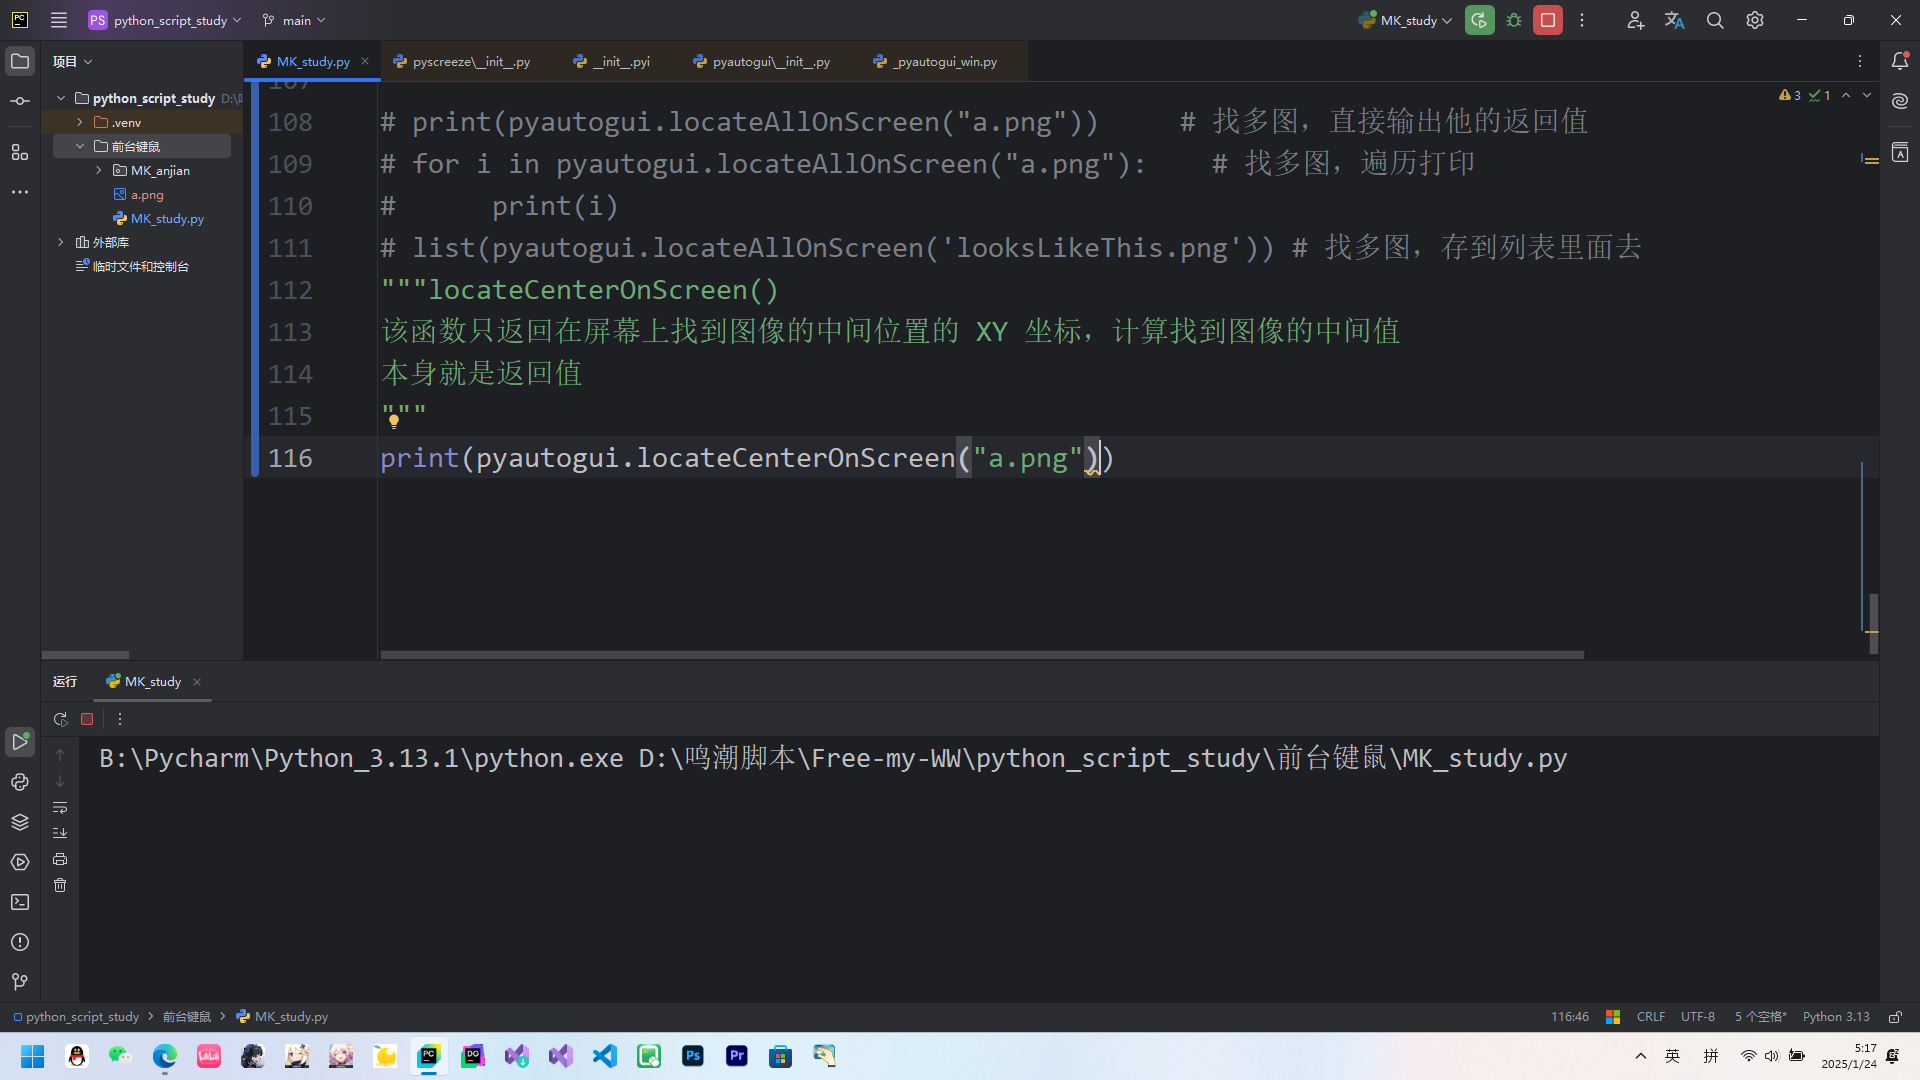 PC
PS python_script_study
main
MK_study
项目
MK_study.py
pyscreeze\__init__.py
__init__.pyi
pyautogui\__init__.py
_pyautogui_win.py
python_script_study D:\
.venv
前台键鼠
MK_anjian
a.png
MK_study.py
外部库
临时文件和控制台
3 1
107
108 # print(pyautogui.locateAllOnScreen("a.png")) # 找多图，直接输出他的返回值
109 # for i in pyautogui.locateAllOnScreen("a.png"): # 找多图，遍历打印
110 # print(i)
111 # list(pyautogui.locateAllOnScreen('looksLikeThis.png')) # 找多图，存到列表里面去
112 """locateCenterOnScreen()
113 该函数只返回在屏幕上找到图像的中间位置的 XY 坐标，计算找到图像的中间值
114 本身就是返回值
115 """
116 print(pyautogui.locateCenterOnScreen("a.png"))
运行
MK_study
B:\Pycharm\Python_3.13.1\python.exe D:\鸣潮脚本\Free-my-WW\python_script_study\前台键鼠\MK_study.py
python_script_study > 前台键鼠 > MK_study.py
116:46
CRLF
UTF-8
5 个空格*
Python 3.13
PC
DG
Ps
Pr
英
拼
5:17
2025/1/24